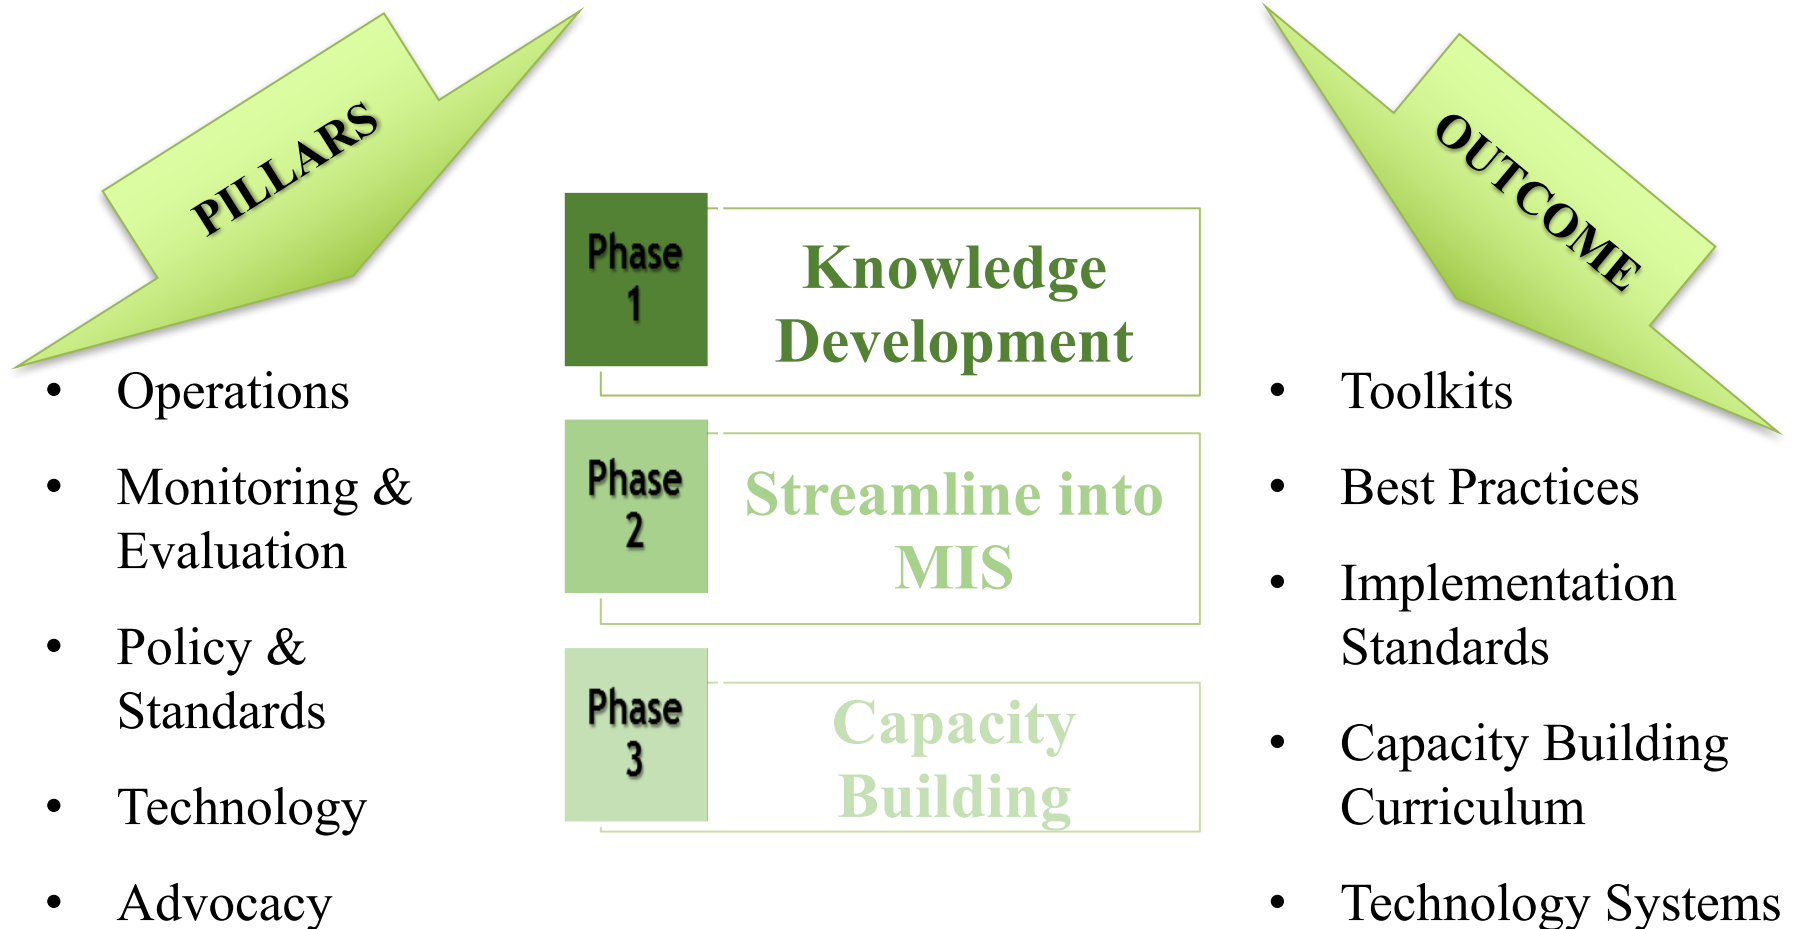 PILLARS
• Operations
• Monitoring &
Evaluation
• Policy &
Standards
• Technology
• Advocacy
Phase
1
Knowledge
Development
Phase
2
Streamline into
MIS
Phase
3
Capacity
Building
OUTCOME
• Toolkits
• Best Practices
• Implementation
Standards
• Capacity Building
Curriculum
• Technology Systems